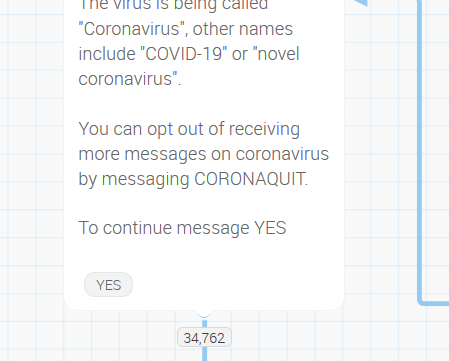 The virus is being called
"Coronavirus", other names
include "COVID-19" or "novel
coronavirus".
You can opt out of receiving
more messages on coronavirus
by messaging CORONAQUIT.
To continue message YES
YES
34,762